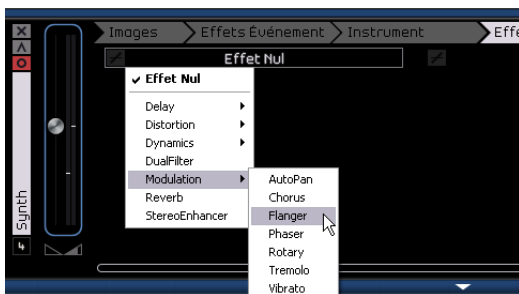 Images Effets Événement Instrument Effe
Effet Nul
✓ Effet Nul
Delay
Distortion
Dynamics
DualFilter
Modulation
Reverb
StereoEnhancer
AutoPan
Chorus
Flanger
Phaser
Rotary
Tremolo
Vibrato
X
Λ
O
Synth
4